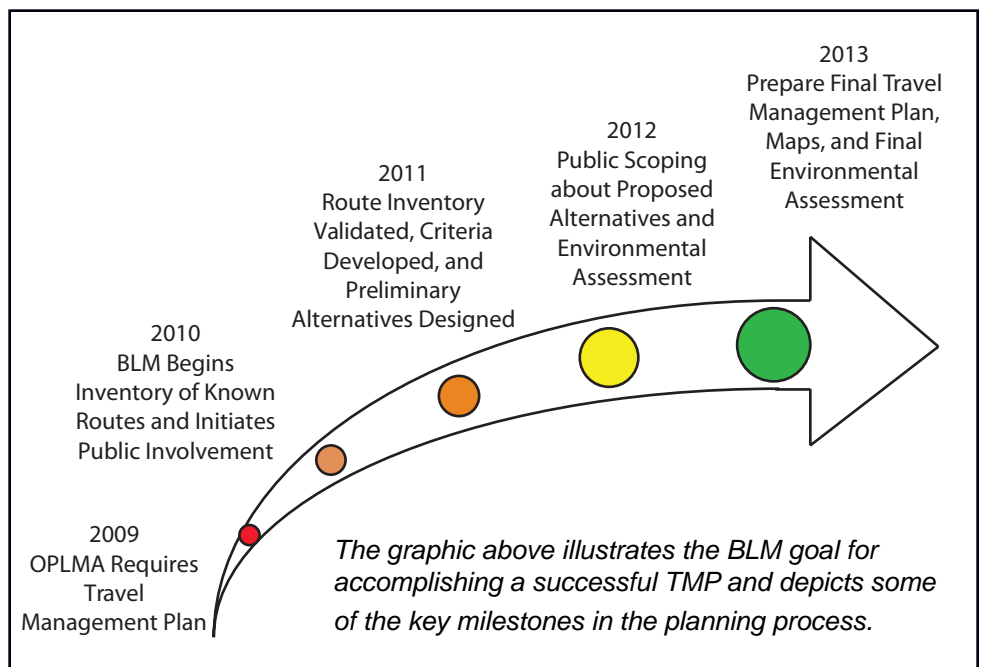 2009
OPLMA Requires
Travel
Management Plan
2010
BLM Begins
Inventory of Known
Routes and Initiates
Public Involvement
2011
Route Inventory
Validated, Criteria
Developed, and
Preliminary
Alternatives Designed
2012
Public Scoping
about Proposed
Alternatives and
Environmental
Assessment
2013
Prepare Final Travel
Management Plan,
Maps, and Final
Environmental
Assessment
The graphic above illustrates the BLM goal for
accomplishing a successful TMP and depicts some
of the key milestones in the planning process.